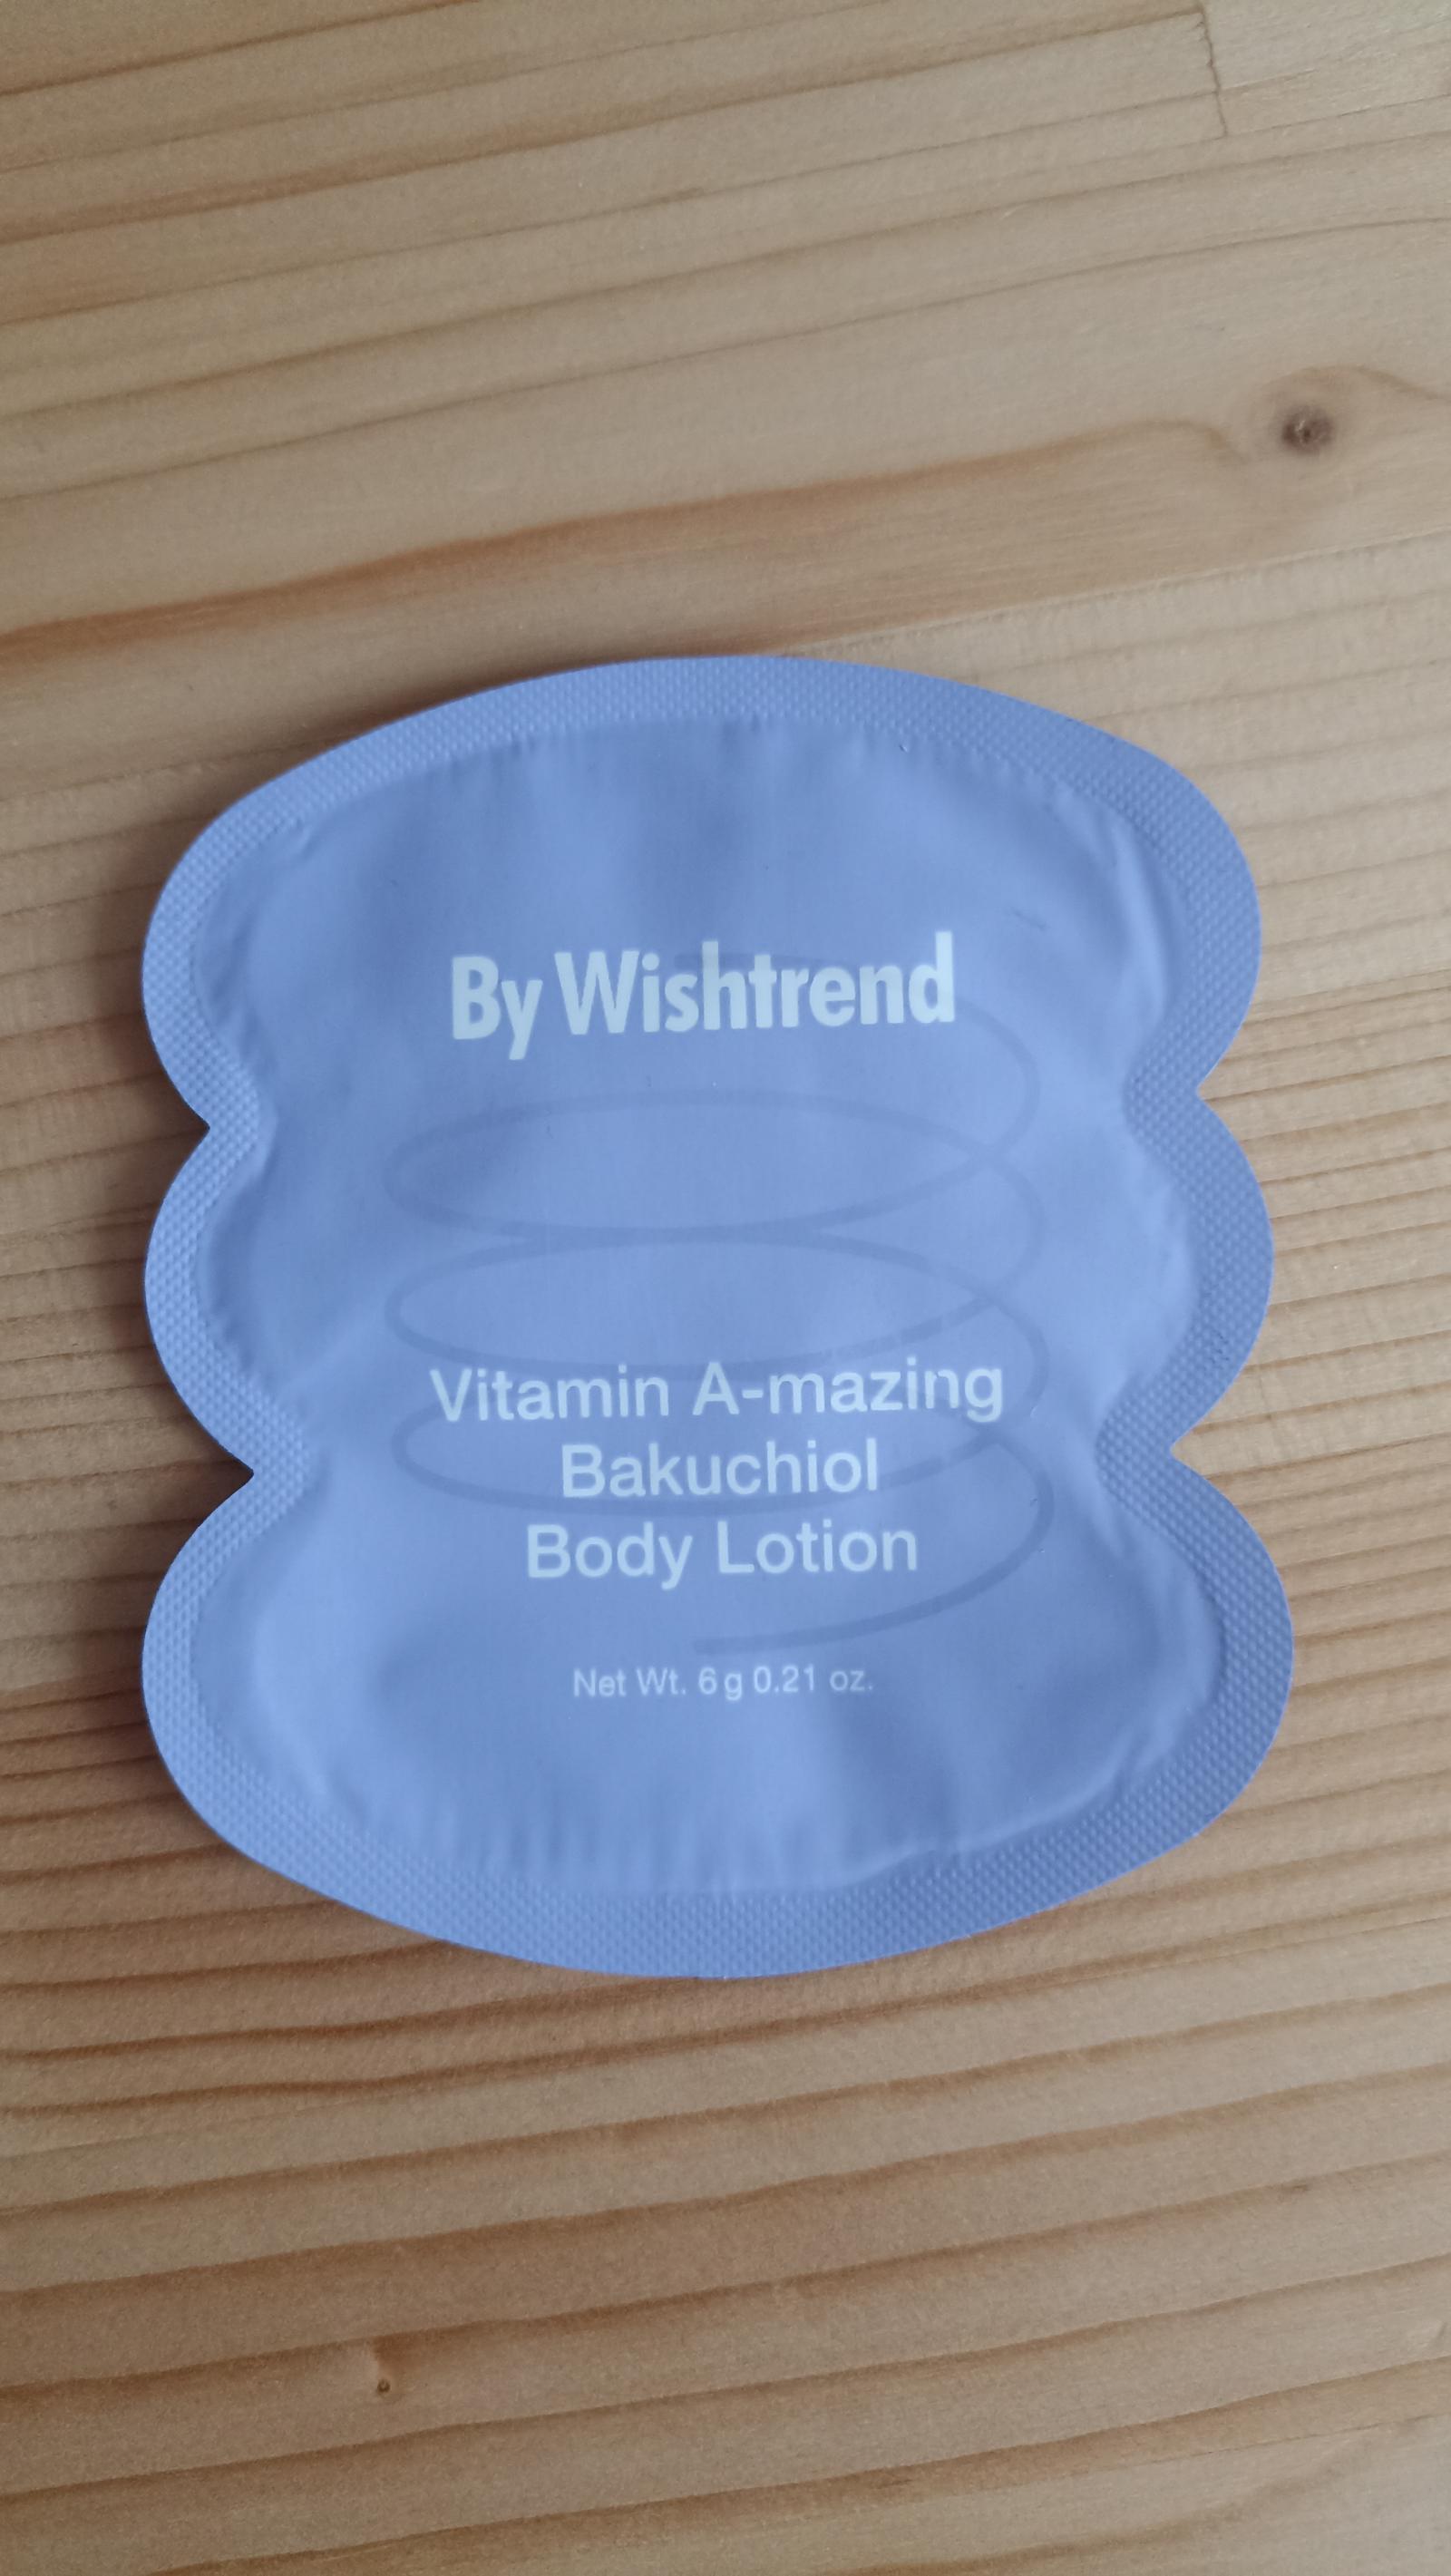 By Wishtrend
Vitamin A-mazing
Bakuchiol
Body Lotion
Net Wt. 6 g 0.21 oz.